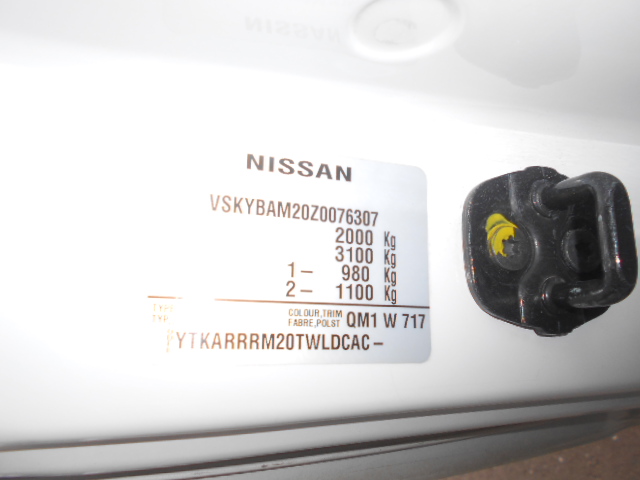 NISSAN
VSKYBAM20Z0076307
2000 Kg
3100 Kg
1- 980 Kg
2- 1100 Kg
TYPE COLOUR,TRIM
FABRE,POLST QM1 W 717
YTKARRRM20TWLDCAC-